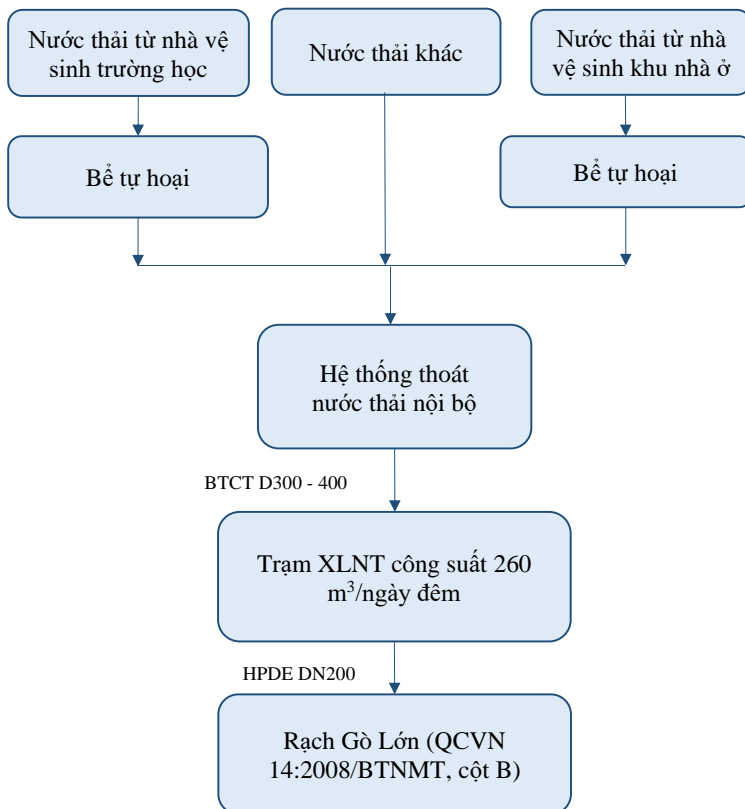 Nước thải từ nhà vệ
sinh trường học
Nước thải khác
Nước thải từ nhà
vệ sinh khu nhà ở
Bể tự hoại
Bể tự hoại
Hệ thống thoát
nước thải nội bộ
BTCT D300 - 400
Trạm XLNT công suất 260
m³/ngày đêm
HPDE DN200
Rạch Gò Lớn (QCVN
14:2008/BTNMT, cột B)